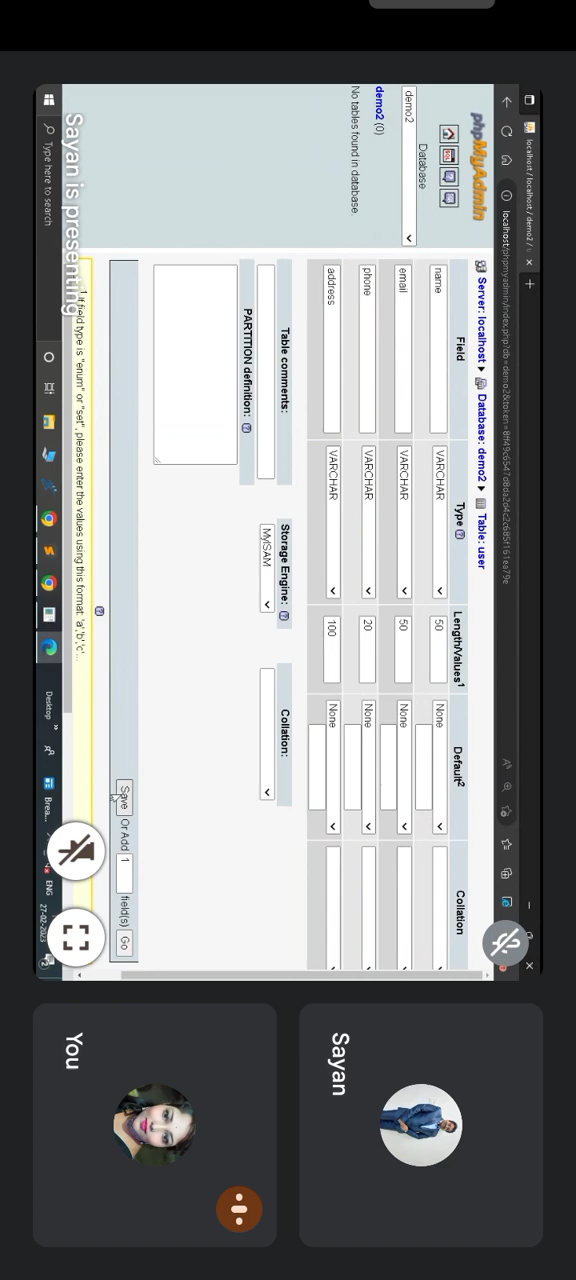 localhost / localhost / demo2 / u
localhost/phpmyadmin/index.php?db=demo2&token=8ff49c6547d8da2d4c2c685f161ea79e
phpMyAdmin
Database
demo2
demo2 (0)
No tables found in database.
Server: localhost
Database: demo2
Table: user
Field Type Length/Values1 Default2 Collation
name VARCHAR 50 None
email VARCHAR 50 None
phone VARCHAR 20 None
address VARCHAR 100 None
Table comments: Storage Engine: Collation:
MyISAM
PARTITION definition:
Save Or Add 1 field(s) Go
1 If field type is "enum" or "set", please enter the values using this format: 'a','b','c'...
Sayan is presenting
Type here to search
Desktop
Brea...
ENG
27-02-2023
2
You
Sayan